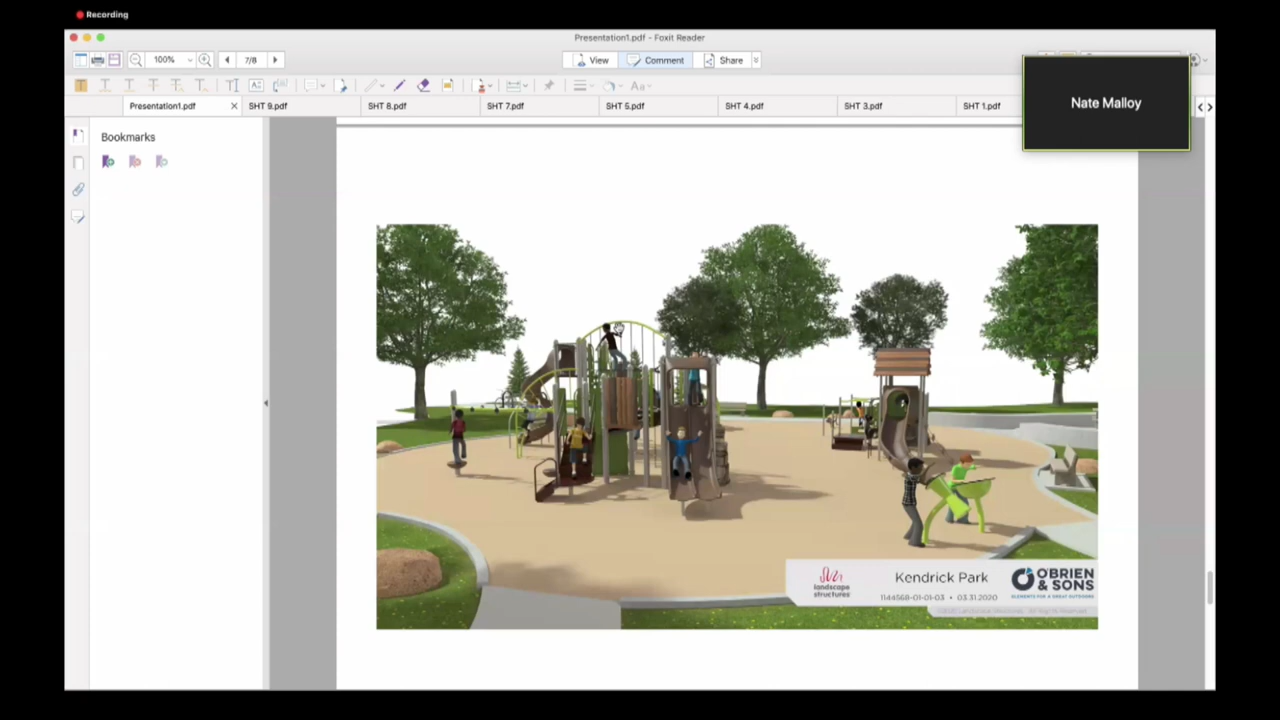 Recording
Presentation1.pdf - Foxit Reader
100%
7/8
View
Comment
Share
Presentation1.pdf
SHT 9.pdf
SHT 8.pdf
SHT 7.pdf
SHT 5.pdf
SHT 4.pdf
SHT 3.pdf
SHT 1.pdf
Nate Malloy
Bookmarks
landscape
structures
Kendrick Park
1144568-01-01-03 • 03.31.2020
O'BRIEN
& SONS
ELEMENTS FOR A GREAT OUTDOORS